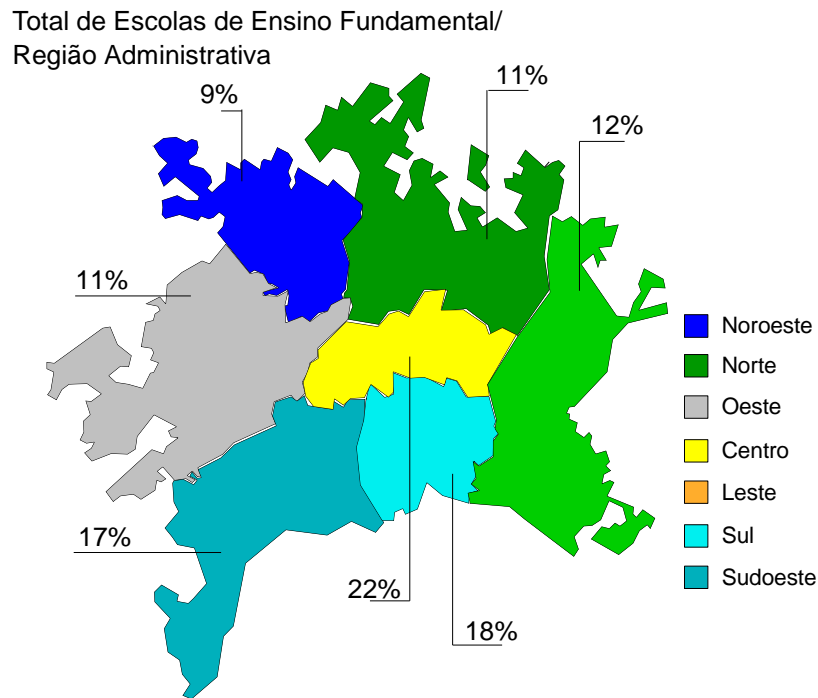 Total de Escolas de Ensino Fundamental/
Região Administrativa
9%
11%
12%
11%
17%
22%
18%
Noroeste
Norte
Oeste
Centro
Leste
Sul
Sudoeste